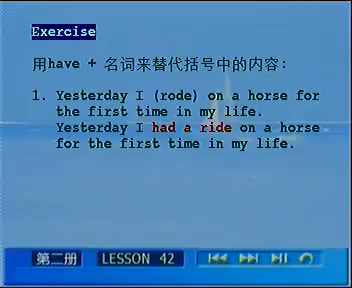 Exercise
用have + 名词来替代括号中的内容:
1. Yesterday I (rode) on a horse for
the first time in my life.
Yesterday I had a ride on a horse
for the first time in my life.
第二册 LESSON 42